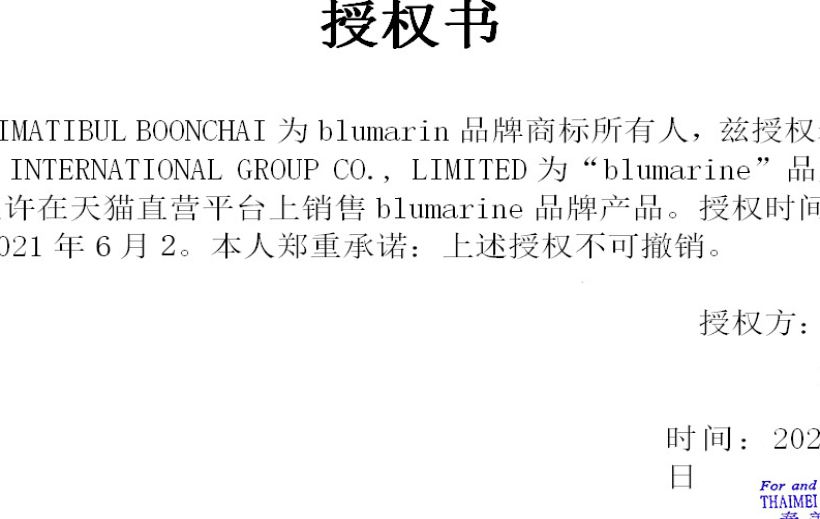 授权书
IMATIBUL BOONCHAI 为 blumarin 品牌商标所有人，兹授权
INTERNATIONAL GROUP CO., LIMITED 为“blumarine”品
许在天猫直营平台上销售 blumarine 品牌产品。授权时间
021 年 6 月 2。本人郑重承诺：上述授权不可撤销。
授权方：
时间： 202
日
For and
THAIMEI